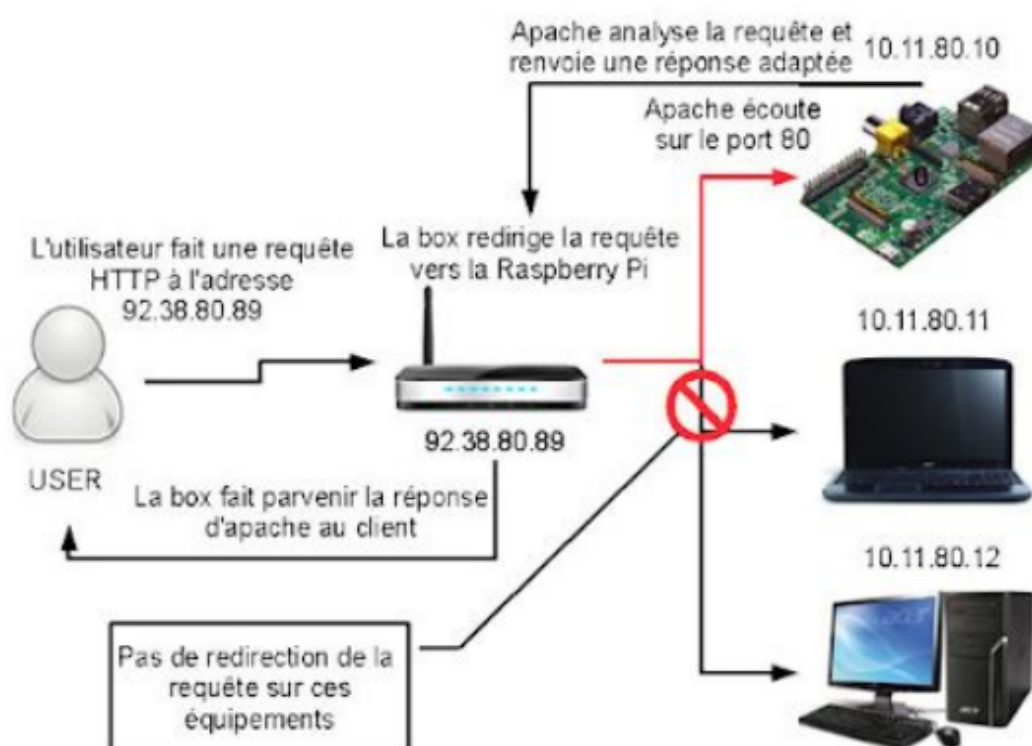 Apache analyse la requête et
renvoie une réponse adaptée
10.11.80.10
Apache écoute
sur le port 80
L'utilisateur fait une requête
HTTP à l'adresse
92.38.80.89
La box redirige la requête
vers la Raspberry Pi
10.11.80.11
92.38.80.89
USER
La box fait parvenir la réponse
d'apache au client
10.11.80.12
Pas de redirection de la
requête sur ces
équipements